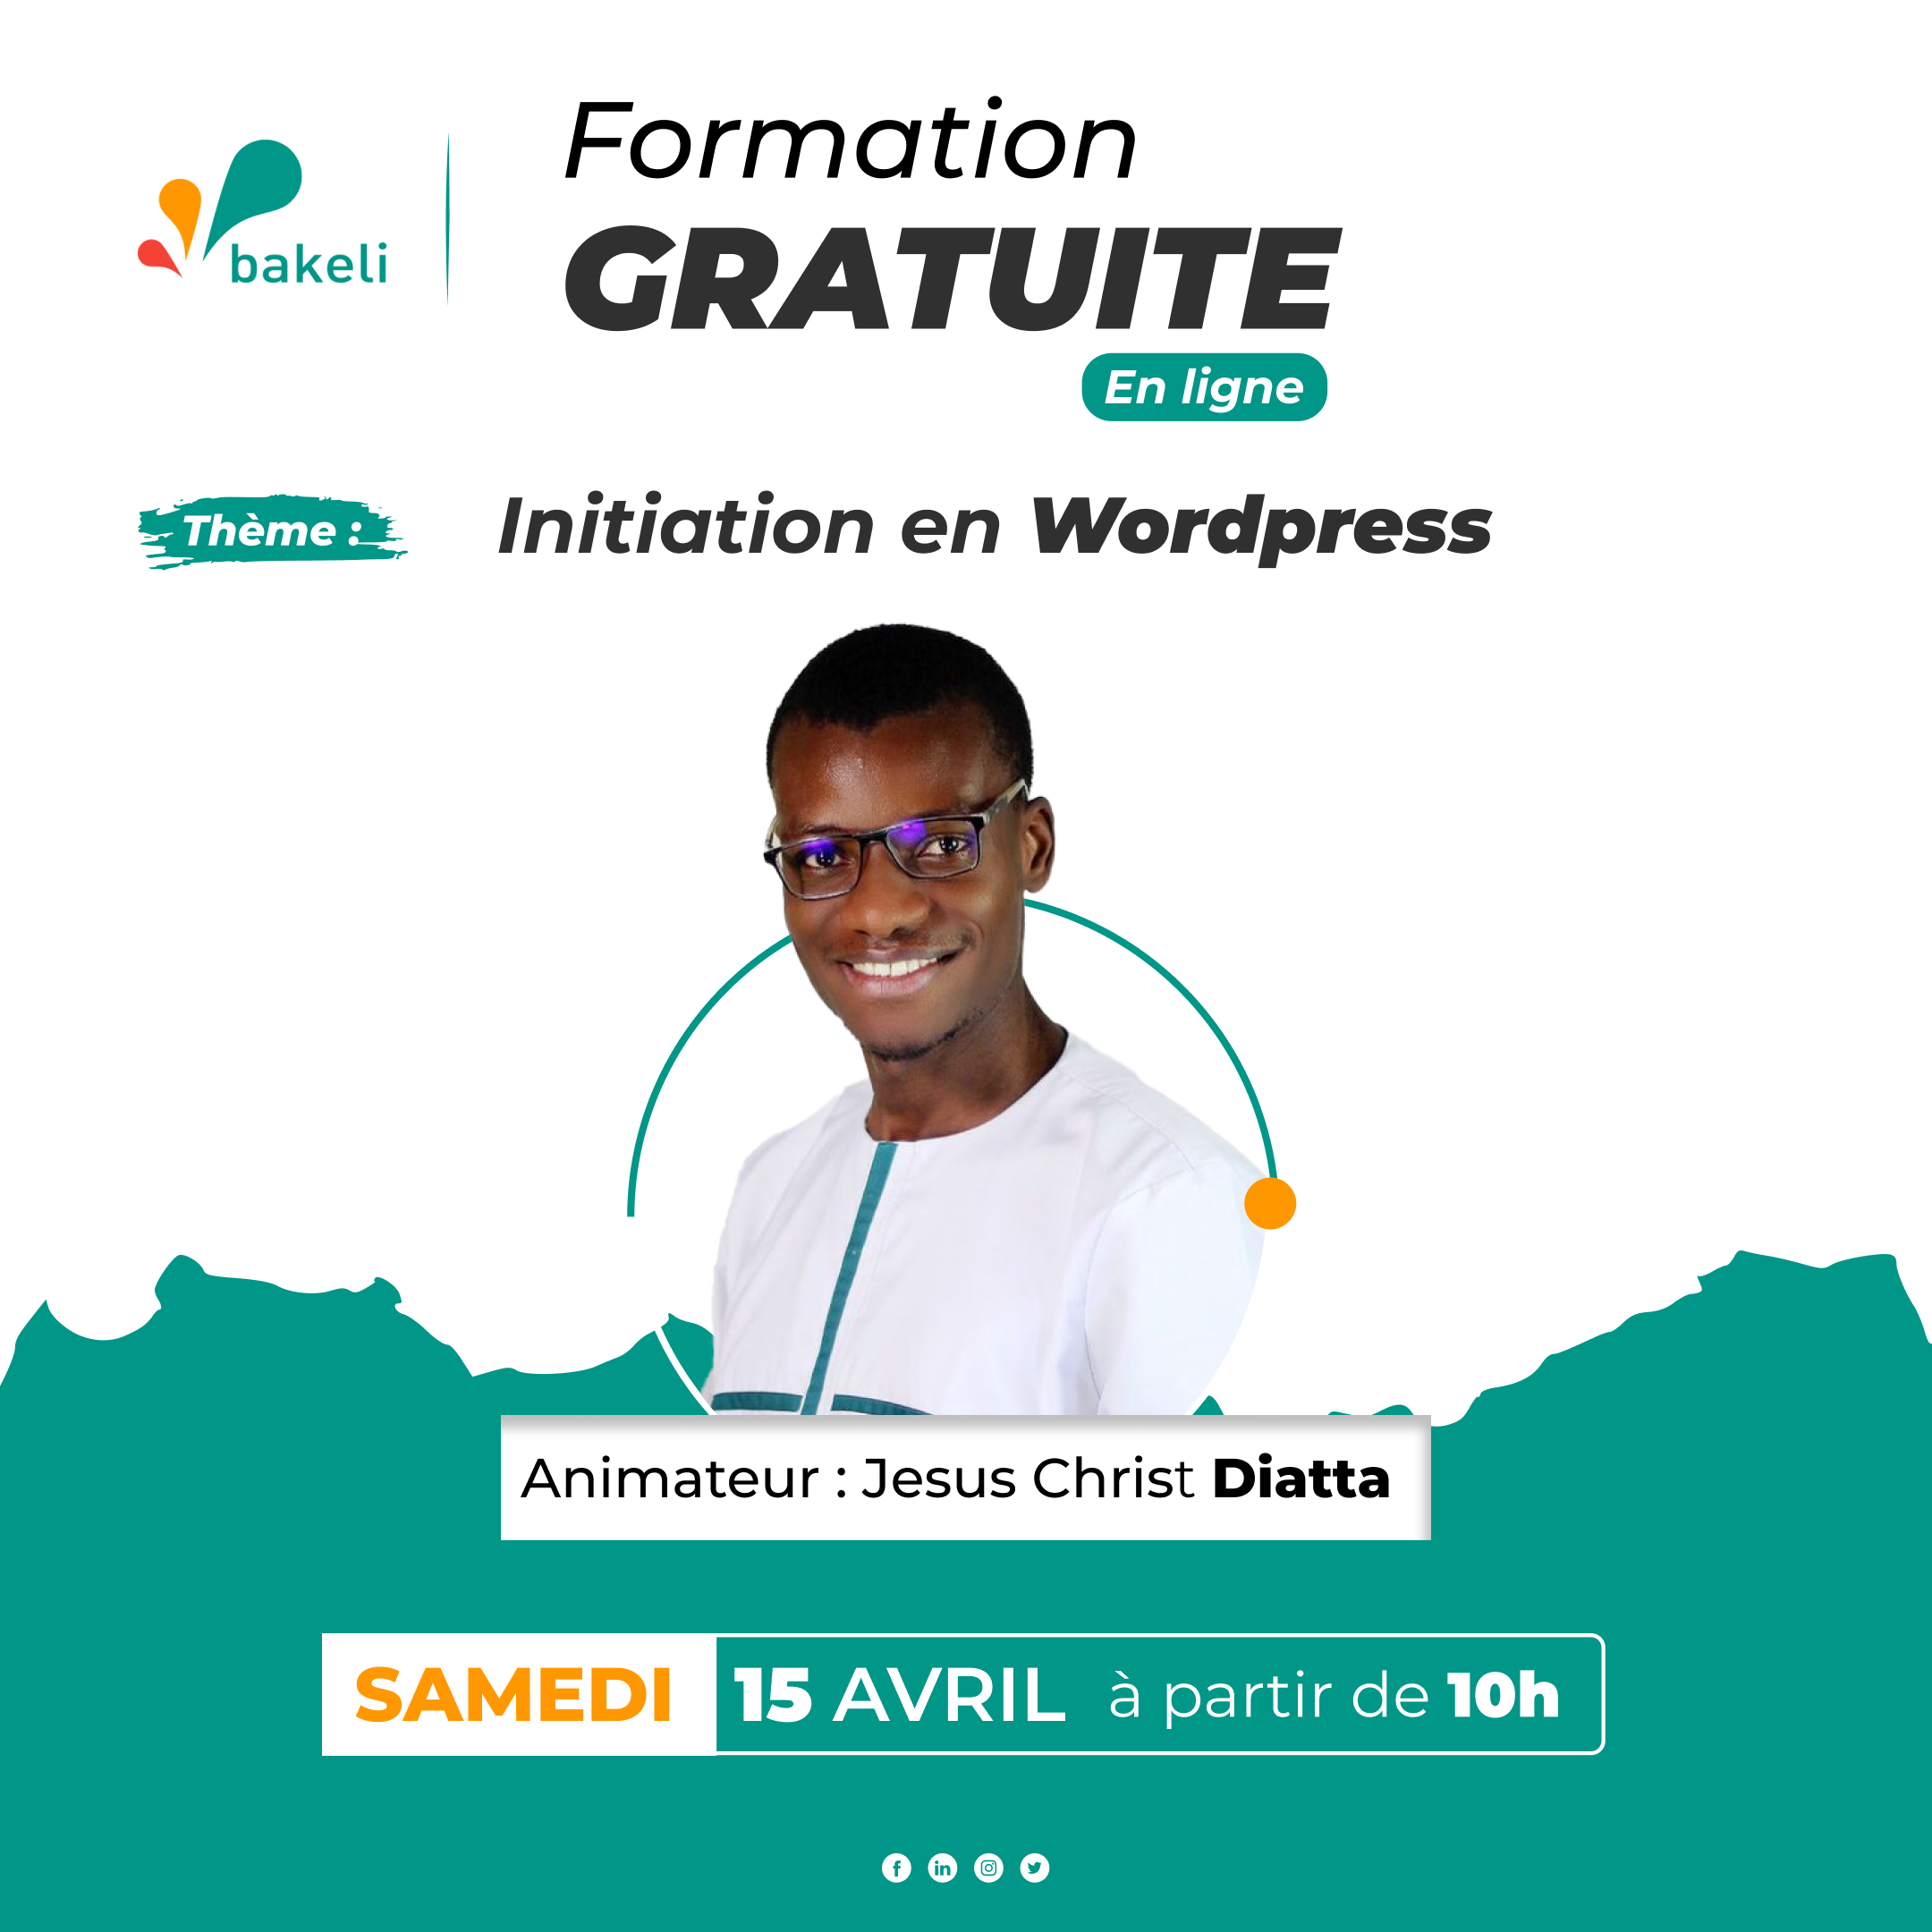 bakeli
Formation
GRATUITE
En ligne
Thème :
Initiation en Wordpress
Animateur : Jesus Christ Diatta
SAMEDI 15 AVRIL à partir de 10h